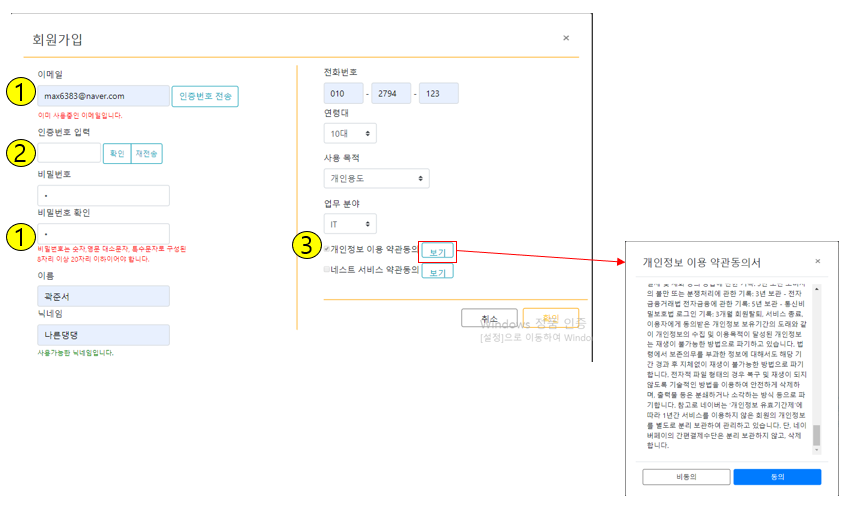 회원가입
×
이메일
1
max6383@naver.com
인증번호 전송
이미 사용중인 이메일입니다.
인증번호 입력
2
확인
재전송
비밀번호
비밀번호 확인
1
비밀번호는 숫자,영문 대소문자, 특수문자로 구성된
8자리 이상 20자리 이하이어야 합니다.
이름
곽준서
닉네임
나른댕댕
사용가능한 닉네임입니다.
전화번호
010 - 2794 - 123
연령대
10대
사용 목적
개인용도
업무 분야
IT
3
개인정보 이용 약관동의
보기
네스트 서비스 약관동의
보기
취소
확인
Windows 정품 인증
[설정]으로 이동하여 Windo
개인정보 이용 약관동의서
×
의 불만 또는 분쟁처리에 관한 기록: 3년 보관 - 전자
금융거래법 전자금융에 관한 기록: 5년 보관 - 통신비
밀보호법 로그인 기록: 3개월 회원탈퇴, 서비스 종료,
이용자에게 동의받은 개인정보 보유기간의 도래와 같
이 개인정보의 수집 및 이용목적이 달성된 개인정보
는 재생이 불가능한 방법으로 파기하고 있습니다. 법
령에서 보존의무를 부과한 정보에 대해서도 해당 기
간 경과 후 지체없이 재생이 불가능한 방법으로 파기
합니다. 전자적 파일 형태의 경우 복구 및 재생이 되지
않도록 기술적인 방법을 이용하여 안전하게 삭제하
며, 출력물 등은 분쇄하거나 소각하는 방식 등으로 파
기합니다. 참고로 네이버는 '개인정보 유효기간제'에
따라 1년간 서비스를 이용하지 않은 회원의 개인정보
를 별도로 분리 보관하여 관리하고 있습니다. 단, 네이
버페이의 간편결제수단은 분리 보관하지 않고, 삭제
합니다.
비동의
동의